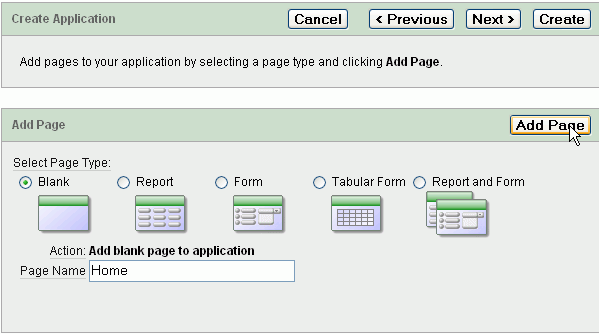 Create Application Cancel < Previous Next > Create
Add pages to your application by selecting a page type and clicking Add Page.
Add Page Add Page
Select Page Type:
Blank Report Form Tabular Form Report and Form
Action: Add blank page to application
Page Name Home